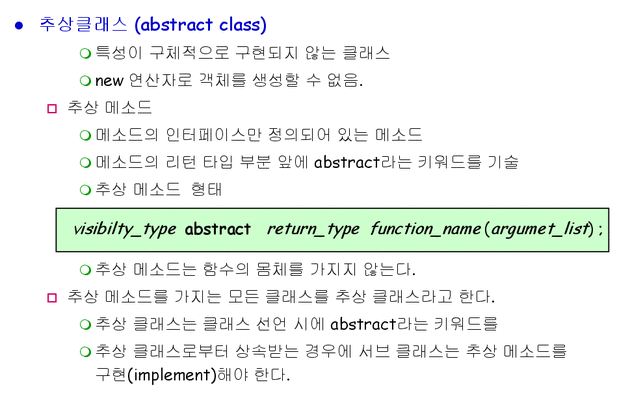 추상클래스 (abstract class)
특성이 구체적으로 구현되지 않는 클래스
new 연산자로 객체를 생성할 수 없음.
추상 메소드
메소드의 인터페이스만 정의되어 있는 메소드
메소드의 리턴 타입 부분 앞에 abstract라는 키워드를 기술
추상 메소드 형태
visibilty_type abstract return_type function_name(argumet_list);
추상 메소드는 함수의 몸체를 가지지 않는다.
추상 메소드를 가지는 모든 클래스를 추상 클래스라고 한다.
추상 클래스는 클래스 선언 시에 abstract라는 키워드를
추상 클래스로부터 상속받는 경우에 서브 클래스는 추상 메소드를
구현(implement)해야 한다.